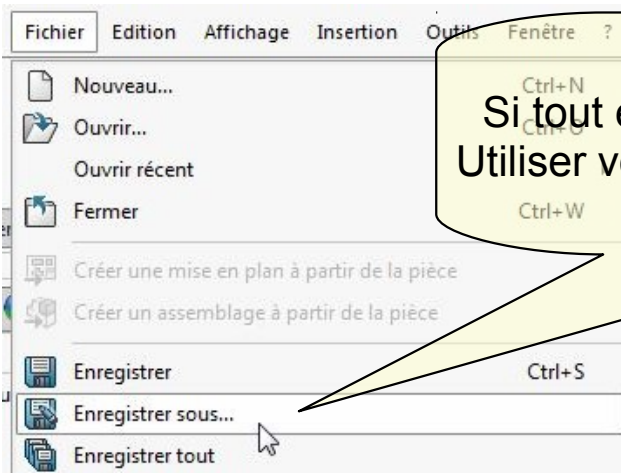 Fichier Edition Affichage Insertion Outils Fenêtre ?
Nouveau... Ctrl+N
Ouvrir... Ctrl+O
Ouvrir récent
Fermer Ctrl+W
Si tout
Utiliser
Créer une mise en plan à partir de la pièce
Créer un assemblage à partir de la pièce
Enregistrer Ctrl+S
Enregistrer sous...
Enregistrer tout